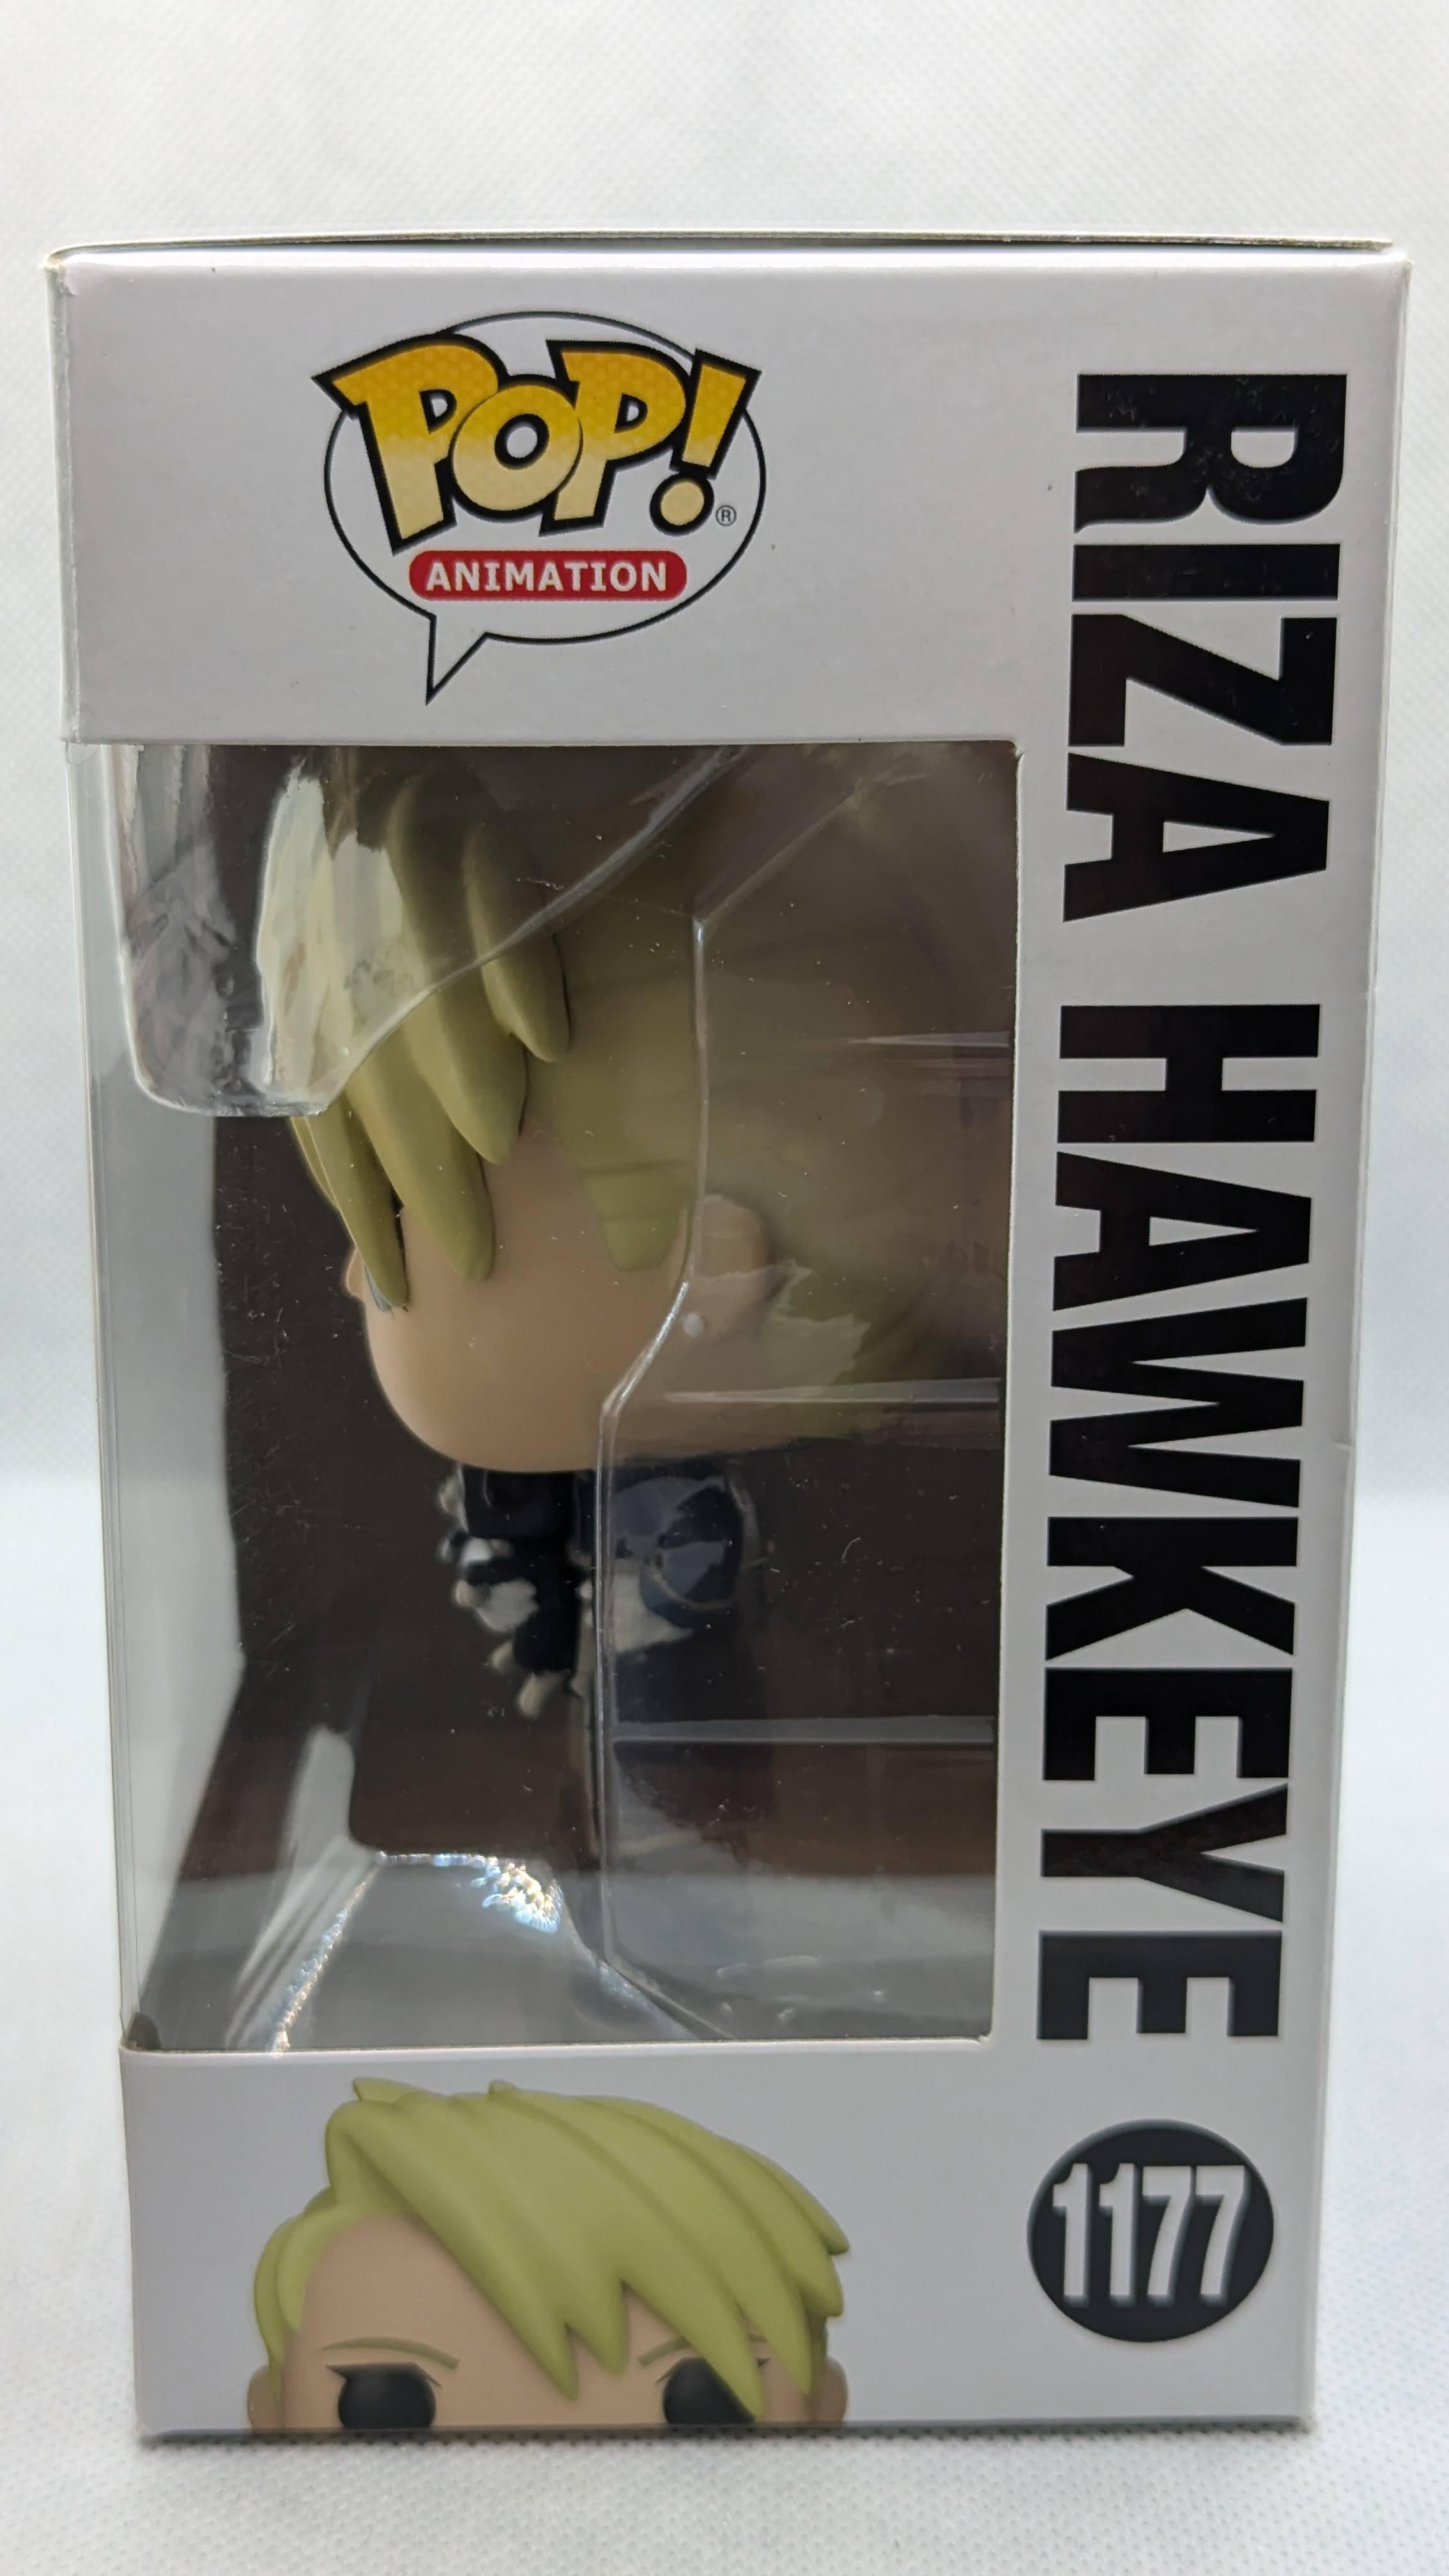 POP!
®
ANIMATION
RIZA HAWKEYE
1177